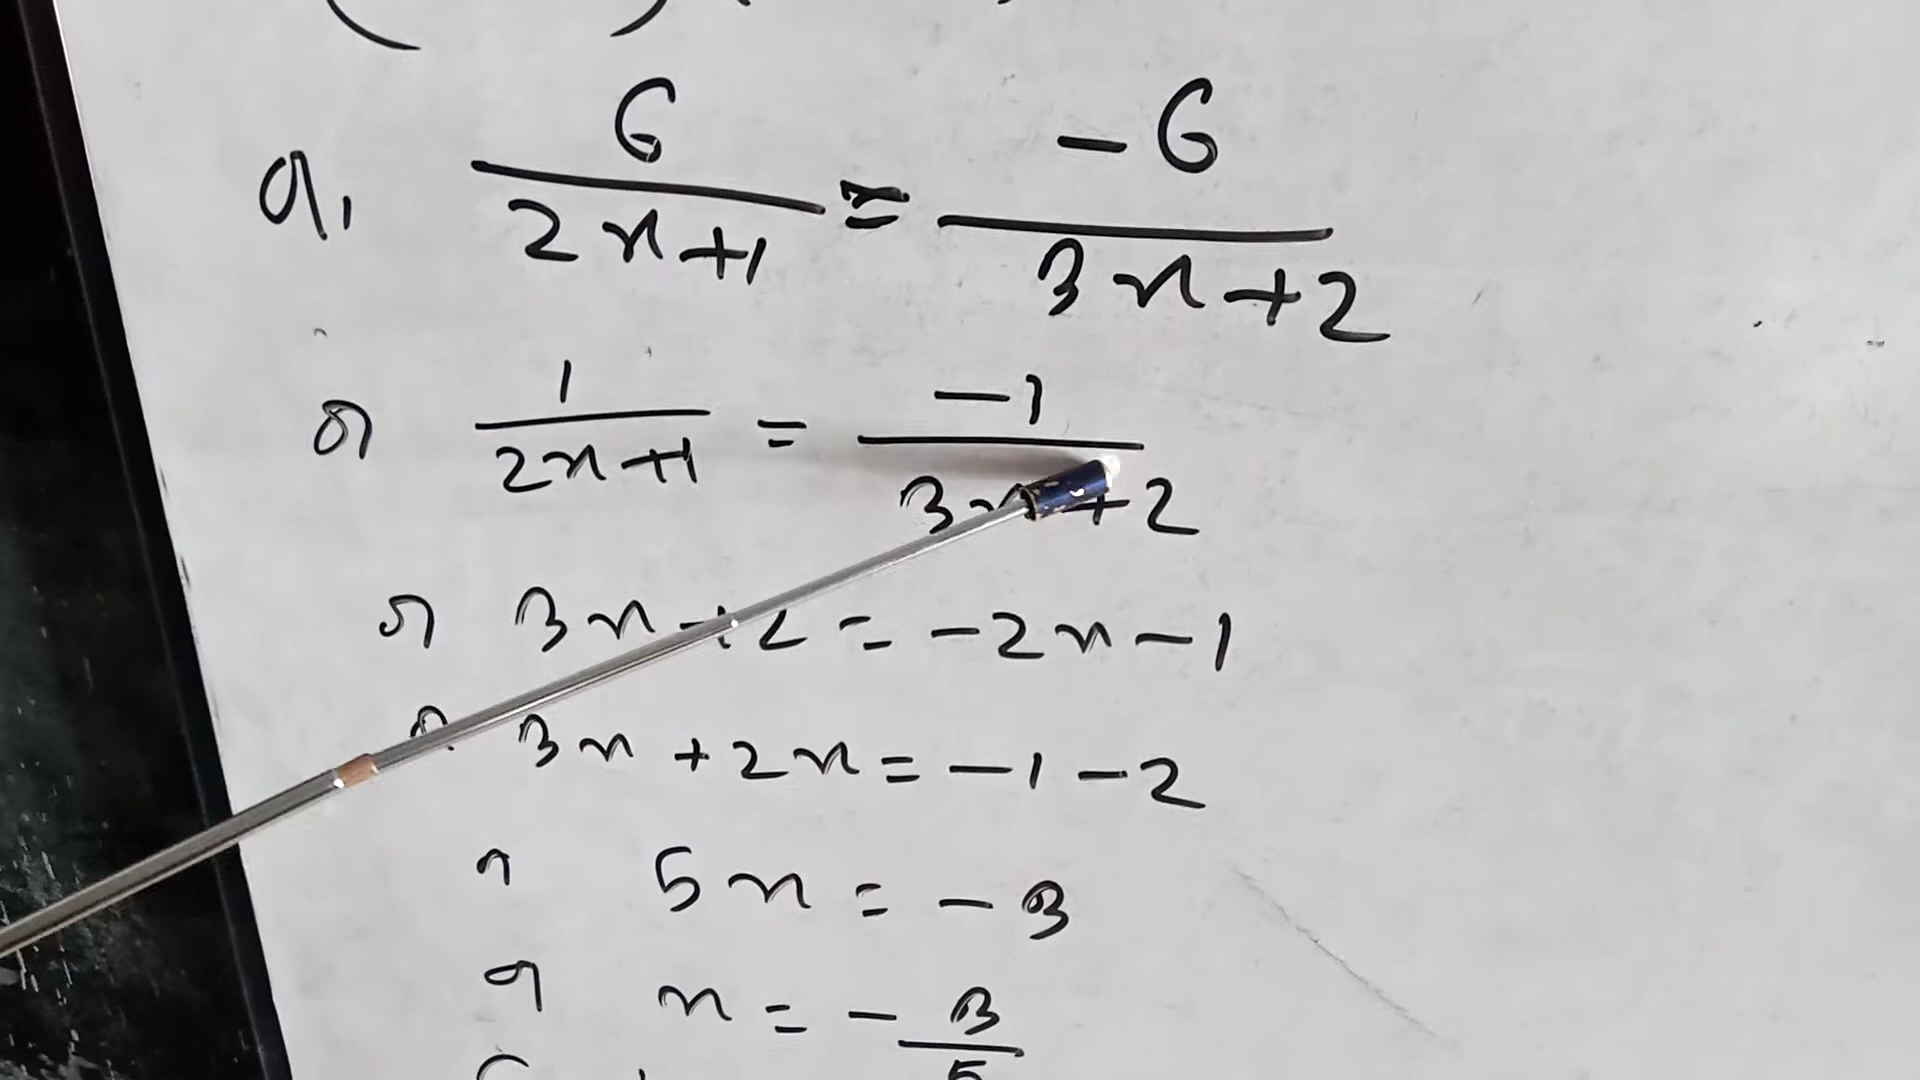 বা, 6/(2x+1) = -6/(3x+2)
বা 1/(2x+1) = -1/(3x+2)
বা 3x+2 = -2x-1
বা 3x+2x = -1-2
বা 5x = -3
বা x = -3/5